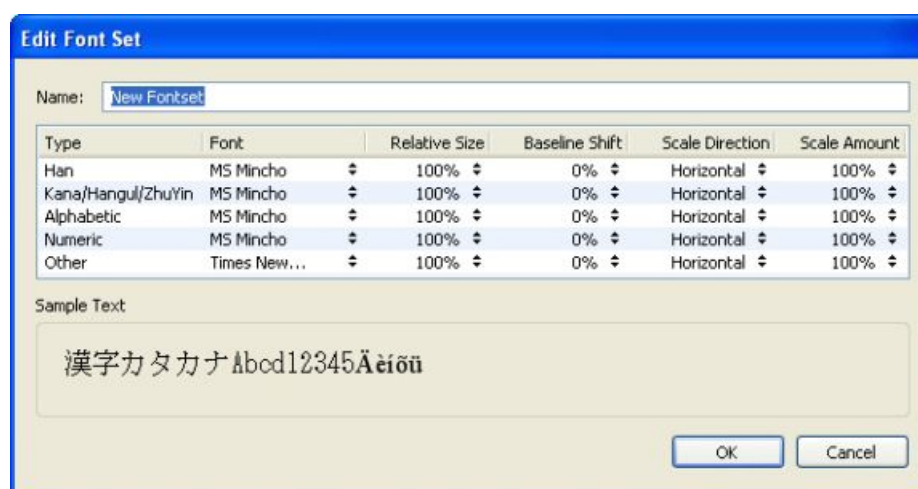 Edit Font Set
Name: New Fontset
Type Font Relative Size Baseline Shift Scale Direction Scale Amount
Han MS Mincho 100% 0% Horizontal 100%
Kana/Hangul/ZhuYin MS Mincho 100% 0% Horizontal 100%
Alphabetic MS Mincho 100% 0% Horizontal 100%
Numeric MS Mincho 100% 0% Horizontal 100%
Other Times New... 100% 0% Horizontal 100%
Sample Text
漢字カタカナAbcd12345Äèíõü
OK Cancel